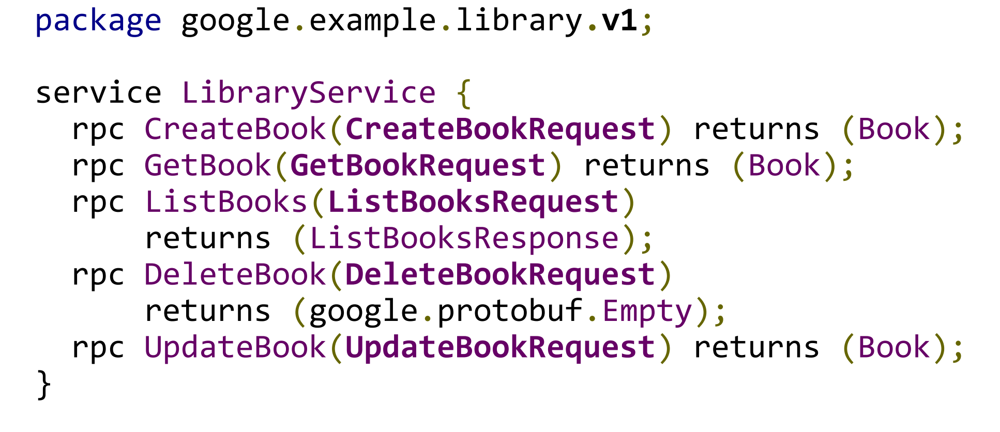 package google.example.library.v1;

service LibraryService {
  rpc CreateBook(CreateBookRequest) returns (Book);
  rpc GetBook(GetBookRequest) returns (Book);
  rpc ListBooks(ListBooksRequest)
      returns (ListBooksResponse);
  rpc DeleteBook(DeleteBookRequest)
      returns (google.protobuf.Empty);
  rpc UpdateBook(UpdateBookRequest) returns (Book);
}